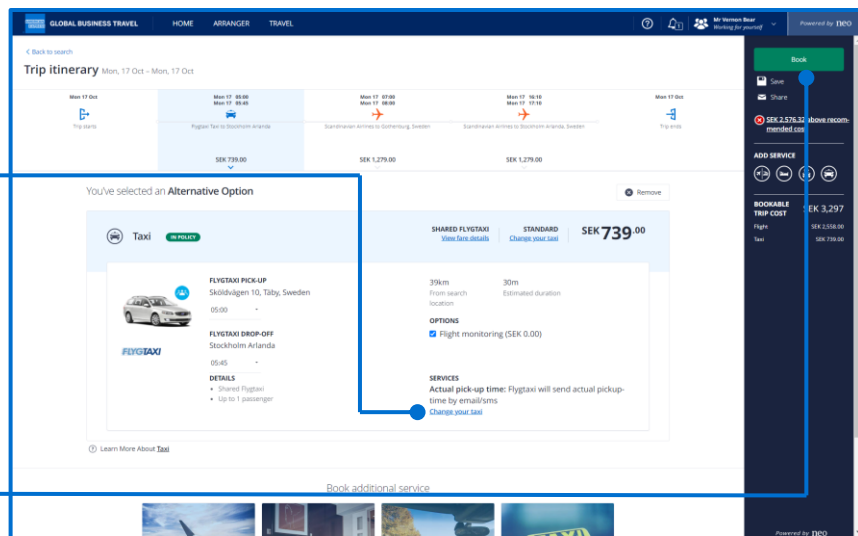 GLOBAL BUSINESS TRAVEL
HOME
ARRANGER
TRAVEL
Mr Vernon Bear
Working for yourself
Powered by neo
Back to search
Trip itinerary Mon, 17 Oct – Mon, 17 Oct
Mon 17 Oct
Trip starts
Mon 17 05:00
Mon 17 05:45
Flygtaxi Taxi to Stockholm Arlanda
SEK 739.00
Mon 17 07:00
Mon 17 08:00
Scandinavian Airlines to Gothenburg, Sweden
SEK 1,279.00
Mon 17 16:10
Mon 17 17:10
Scandinavian Airlines to Stockholm Arlanda, Sweden
SEK 1,279.00
Mon 17 Oct
Trip ends
Book
Save
Share
SEK 2,576.32 above recom-
mended cost
ADD SERVICE
BOOKABLE
TRIP COST
SEK 3,297
Flight SEK 2,558.00
Taxi SEK 739.00
You've selected an Alternative Option
Remove
Taxi
IN POLICY
SHARED FLYGTAXI
View fare details
STANDARD
Change your taxi
SEK 739.00
FLYGTAXI
FLYGTAXI PICK-UP
Sköldvägen 10, Täby, Sweden
05:00
FLYGTAXI DROP-OFF
Stockholm Arlanda
05:45
DETAILS
Shared Flygtaxi
Up to 1 passenger
39km
From search
location
30m
Estimated duration
OPTIONS
Flight monitoring (SEK 0.00)
SERVICES
Actual pick-up time: Flygtaxi will send actual pickup-
time by email/sms
Change your taxi
Learn More About Taxi
Book additional service
TAXI
Powered by neo